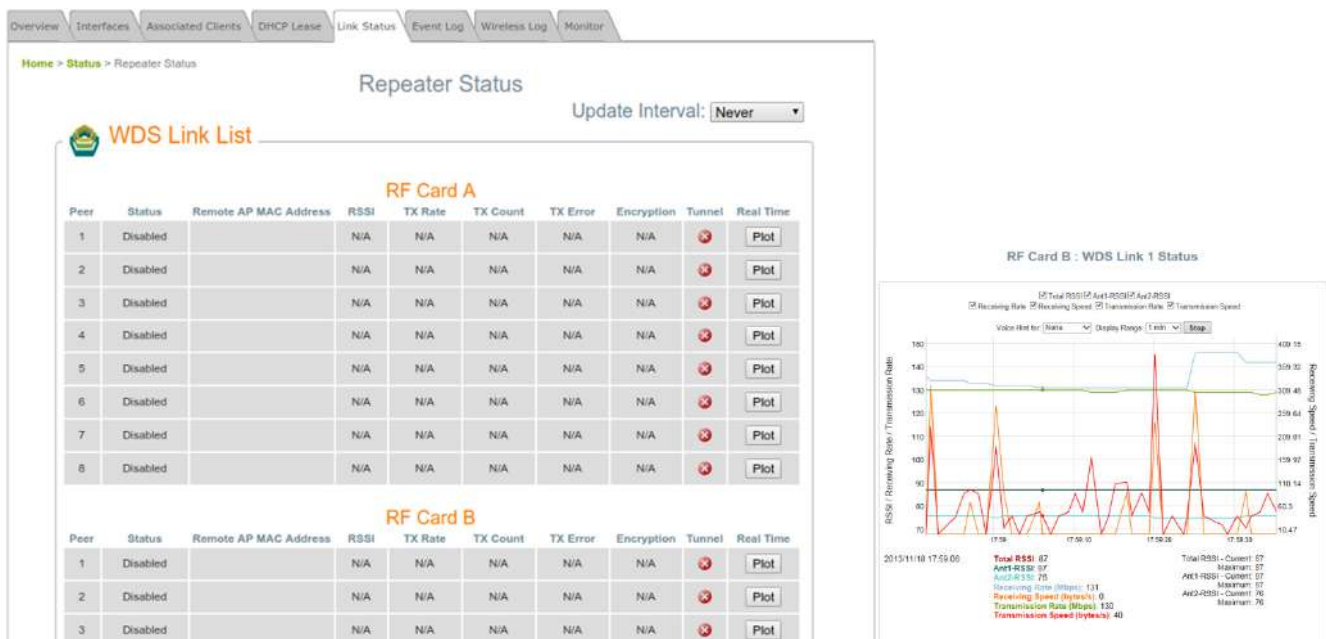 Overview Interfaces Associated Clients DHCP Lease Link Status Event Log Wireless Log Monitor
Home > Status > Repeater Status
Repeater Status
Update Interval: Never
WDS Link List
RF Card A
Peer Status Remote AP MAC Address RSSI TX Rate TX Count TX Error Encryption Tunnel Real Time
1 Disabled N/A N/A N/A N/A N/A Plot
2 Disabled N/A N/A N/A N/A N/A Plot
3 Disabled N/A N/A N/A N/A N/A Plot
4 Disabled N/A N/A N/A N/A N/A Plot
5 Disabled N/A N/A N/A N/A N/A Plot
6 Disabled N/A N/A N/A N/A N/A Plot
7 Disabled N/A N/A N/A N/A N/A Plot
8 Disabled N/A N/A N/A N/A N/A Plot
RF Card B
Peer Status Remote AP MAC Address RSSI TX Rate TX Count TX Error Encryption Tunnel Real Time
1 Disabled N/A N/A N/A N/A N/A Plot
2 Disabled N/A N/A N/A N/A N/A Plot
3 Disabled N/A N/A N/A N/A N/A Plot
RF Card B : WDS Link 1 Status
Total RSSI Ant1-RSSI Ant2-RSSI
Receiving Rate Receiving Speed Transmission Rate Transmission Speed
Voice Hint for: None Display Range: 1 min Stop
RSSI / Receiving Rate / Transmission Rate
140
130
120
110
100
90
80
70
Receiving Speed / Transmission Speed
17:59 17:59:10
Total RSSI: 87
Ant1-RSSI: 87
Ant2-RSSI: 76
Receiving Rate (Mbps): 131
Receiving Speed (bytes/s): 0
Transmission Rate (Mbps): 130
Transmission Speed (bytes/s): 40
Total RSSI - Current: 87
Maximum: 87
Ant1-RSSI - Current: 87
Maximum: 87
Ant2-RSSI - Current: 76
Maximum: 76